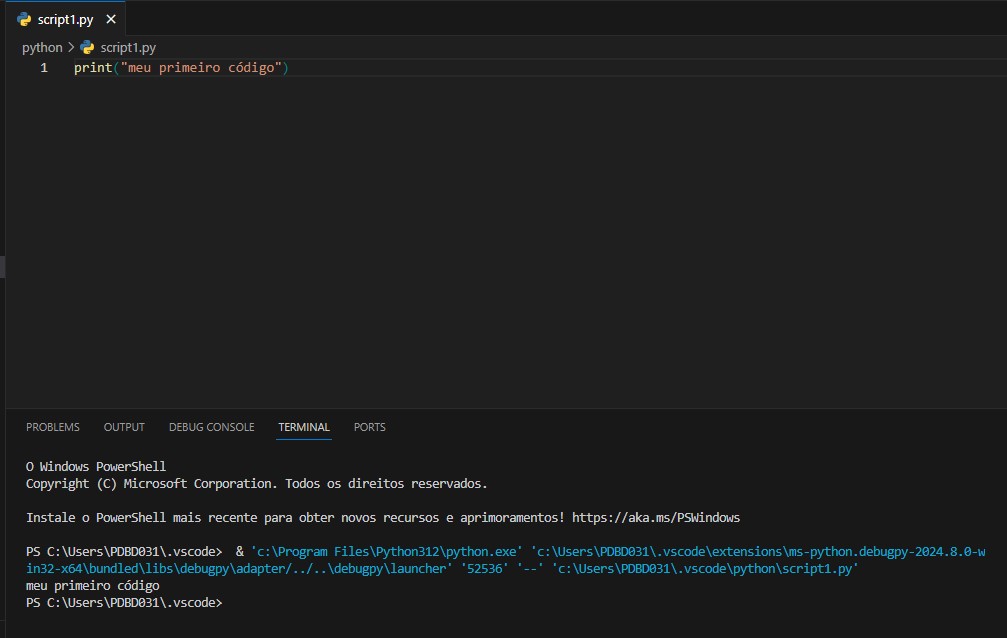 script1.py
python > script1.py
1 print("meu primeiro código")
PROBLEMS OUTPUT DEBUG CONSOLE TERMINAL PORTS
O Windows PowerShell
Copyright (C) Microsoft Corporation. Todos os direitos reservados.
Instale o PowerShell mais recente para obter novos recursos e aprimoramentos! https://aka.ms/PSWindows
PS C:\Users\PDBD031\.vscode>  & 'c:\Program Files\Python312\python.exe' 'c:\Users\PDBD031\.vscode\extensions\ms-python.debugpy-2024.8.0-w
in32-x64\bundled\libs\debugpy\adapter/../..\debugpy\launcher' '52536' '--' 'c:\Users\PDBD031\.vscode\python\script1.py'
meu primeiro código
PS C:\Users\PDBD031\.vscode>